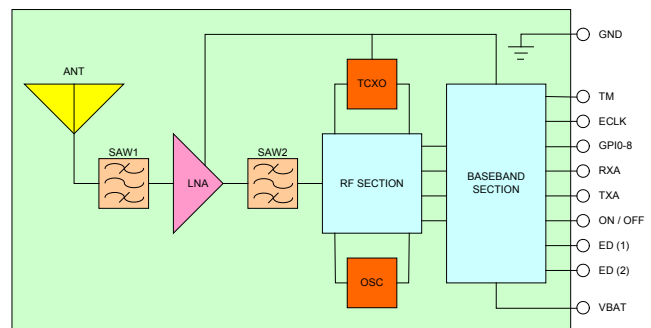 GND
ANT
TCXO
TM
SAW1
SAW2
ECLK
GPI0-8
LNA
RF SECTION
BASEBAND
SECTION
RXA
TXA
ON / OFF
ED (1)
OSC
ED (2)
VBAT